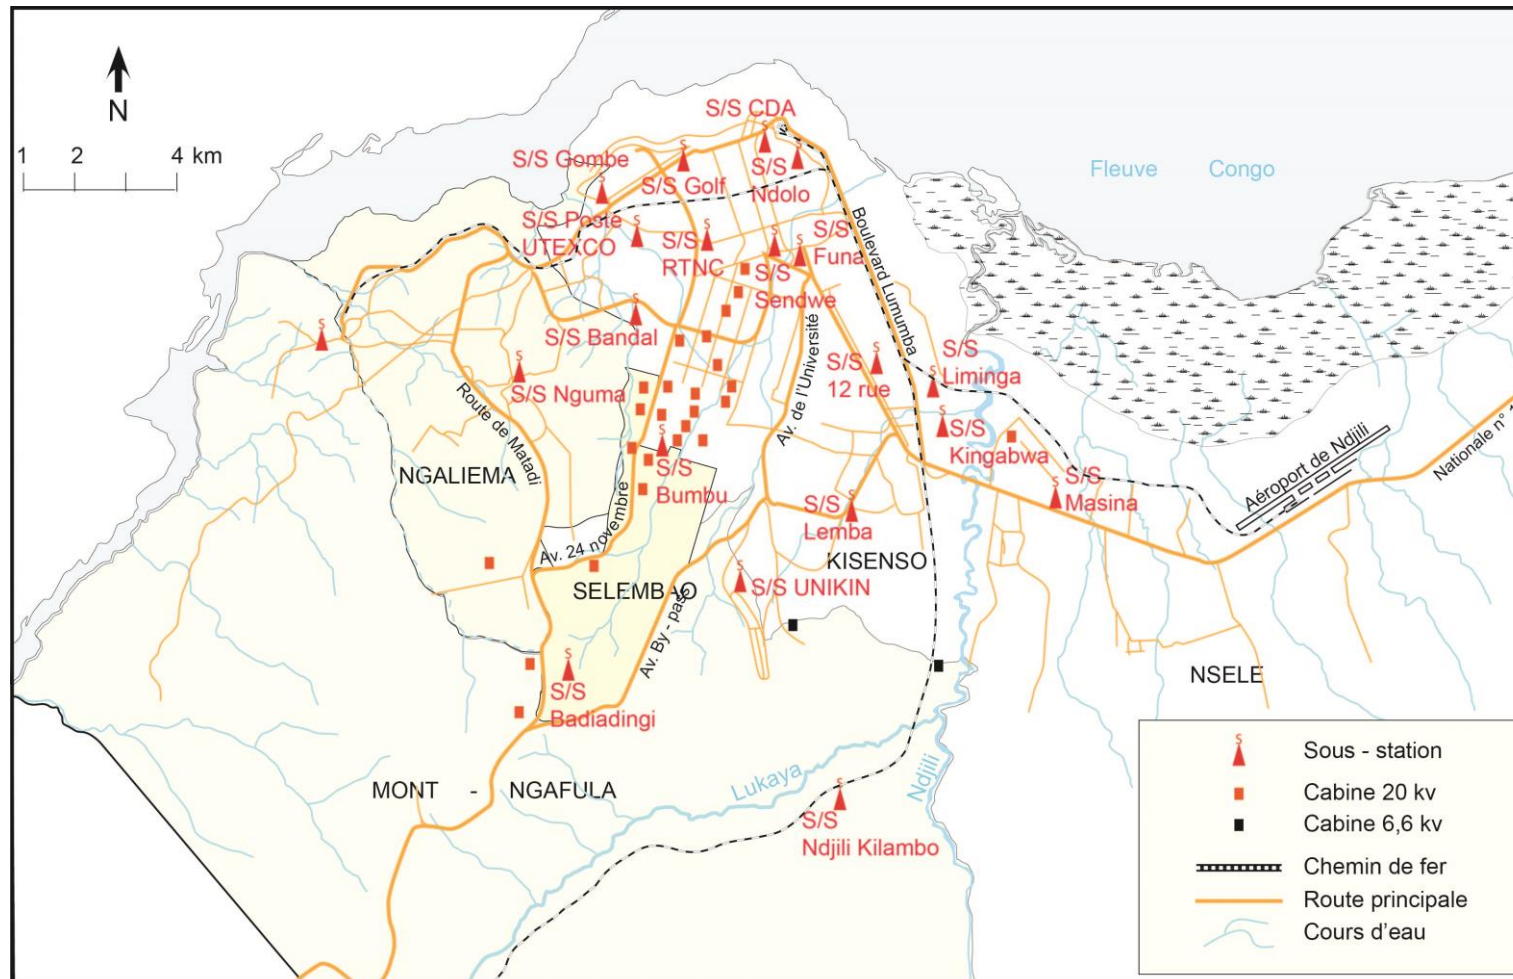 N
1 2 4 km
S/S CDA
S/S Gombe
S/S Golf
S/S
Ndolo
Fleuve Congo
S/S Poste
UTEXCO
S/S
RTNC
S/S
Funa
S/S
Sendwe
Boulevard Lumumba
S/S Bandal
Av. de l'Université
S/S Nguma
S/S
12 rue
S/S
Liminga
Route de Matadi
S/S
Kingabwa
NGALIEMA
S/S
Bumbu
S/S
Masina
Aéroport de Ndjili
Nationale n° 1
Av. 24 novembre
S/S
Lemba
KISENSO
SELEMBAO
S/S UNIKIN
Av. By - pass
S/S
Badiadingi
NSELE
MONT - NGAFULA
Lukaya
Ndjili
S/S
Ndjili Kilambo
S Sous - station
Cabine 20 kv
Cabine 6,6 kv
Chemin de fer
Route principale
Cours d'eau